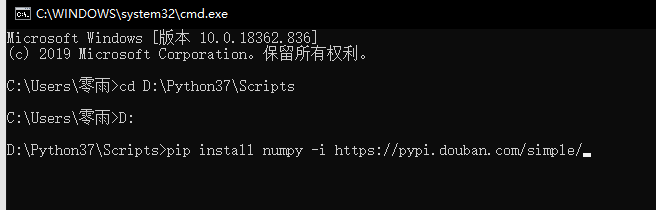 C:\WINDOWS\system32\cmd.exe
Microsoft Windows [版本 10.0.18362.836]
(c) 2019 Microsoft Corporation。保留所有权利。
C:\Users\零雨>cd D:\Python37\Scripts
C:\Users\零雨>D:
D:\Python37\Scripts>pip install numpy -i https://pypi.douban.com/simple/